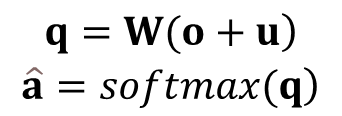 q = W(o + u)
â = softmax(q)